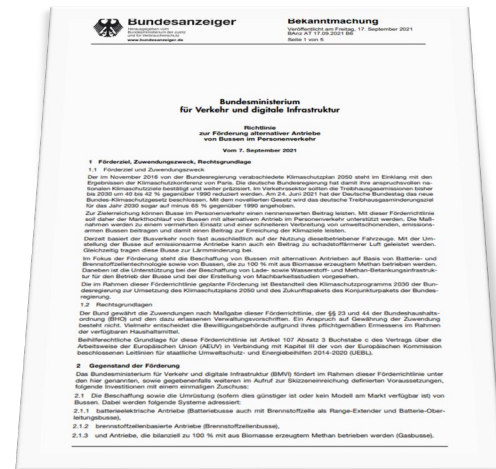 Bundesanzeiger
Herausgegeben vom
Bundesministerium der Justiz
und für Verbraucherschutz
www.bundesanzeiger.de
Bekanntmachung
Veröffentlicht am Freitag, 17. September 2021
BAnz AT 17.09.2021 B6
Seite 1 von 5
Bundesministerium
für Verkehr und digitale Infrastruktur
Richtlinie
zur Förderung alternativer Antriebe
von Bussen im Personenverkehr
Vom 7. September 2021
1 Förderziel, Zuwendungszweck, Rechtsgrundlage
1.1 Förderziel und Zuwendungszweck
Der im November 2016 von der Bundesregierung verabschiedete Klimaschutzplan 2050 steht im Einklang mit den
Ergebnissen der Klimaschutzkonferenz von Paris. Die deutsche Bundesregierung hat damit ihre anspruchsvollen na-
tionalen Klimaschutzziele bestätigt und weiter präzisiert. Im Verkehrssektor sollten die Treibhausgasemissionen bisher
bis 2030 um 40 bis 42 % gegenüber 1990 reduziert werden. Am 24. Juni 2021 hat der Deutsche Bundestag das neue
Bundes-Klimaschutzgesetz beschlossen. Mit dem novellierten Gesetz wird das deutsche Treibhausgasminderungsziel
für das Jahr 2030 sogar auf minus 65 % gegenüber 1990 angehoben.
Zur Zielerreichung können Busse im Personenverkehr einen nennenswerten Beitrag leisten. Mit dieser Förderrichtlinie
soll daher der Markthochlauf von Bussen mit alternativem Antrieb im Personenverkehr unterstützt werden. Die Maß-
nahmen werden zu einem vermehrten Einsatz und einer schnelleren Verbreitung von umweltschonenden, emissions-
armen Bussen beitragen und damit einen Beitrag zur Erreichung der Klimaziele leisten.
Derzeit basiert der Busverkehr noch fast ausschließlich auf der Nutzung dieselbetriebener Fahrzeuge. Mit der Um-
stellung der Busse auf emissionsarme Antriebe kann auch ein Beitrag zu schadstoffärmerer Luft geleistet werden.
Gleichzeitig tragen diese Busse zur Lärmminderung bei.
Im Fokus der Förderung steht die Beschaffung von Bussen mit alternativen Antrieben auf Basis von Batterie- und
Brennstoffzellentechnologie sowie von Bussen, die zu 100 % mit aus Biomasse erzeugtem Methan betrieben werden.
Daneben ist die Unterstützung bei der Beschaffung von Lade- sowie Wasserstoff- und Methan-Betankungsinfrastruk-
tur für den Betrieb der Busse und bei der Erstellung von Machbarkeitsstudien vorgesehen.
Die im Rahmen dieser Förderrichtlinie geplante Förderung ist Bestandteil des Klimaschutzprogramms 2030 der Bun-
desregierung zur Umsetzung des Klimaschutzplans 2050 und des Zukunftspakets des Konjunkturpakets der Bundes-
regierung.
1.2 Rechtsgrundlagen
Der Bund gewährt die Zuwendungen nach Maßgabe dieser Förderrichtlinie, der §§ 23 und 44 der Bundeshaushalts-
ordnung (BHO) und den dazu erlassenen Verwaltungsvorschriften. Ein Anspruch auf Gewährung der Zuwendung
besteht nicht. Vielmehr entscheidet die Bewilligungsbehörde aufgrund ihres pflichtgemäßen Ermessens im Rahmen
der verfügbaren Haushaltsmittel.
Beihilferechtliche Grundlage für diese Förderrichtlinie ist Artikel 107 Absatz 3 Buchstabe c des Vertrags über die
Arbeitsweise der Europäischen Union (AEUV) in Verbindung mit Kapitel III der von der Europäischen Kommission
beschlossenen Leitlinien für staatliche Umweltschutz- und Energiebeihilfen 2014-2020 (UEBL).
2 Gegenstand der Förderung
Das Bundesministerium für Verkehr und digitale Infrastruktur (BMVI) fördert im Rahmen dieser Förderrichtlinie unter
den hier genannten, sowie gegebenenfalls weiteren im Aufruf zur Skizzeneinreichung definierten Voraussetzungen,
folgende Investitionen mit einem einmaligen Zuschuss:
2.1 Die Beschaffung sowie die Umrüstung (sofern dies günstiger ist oder kein Modell am Markt verfügbar ist) von
Bussen. Dabei werden folgende Systeme adressiert:
2.1.1 batterieelektrische Antriebe (Batteriebusse auch mit Brennstoffzelle als Range-Extender und Batterie-Ober-
leitungsbusse),
2.1.2 brennstoffzellenbasierte Antriebe (Brennstoffzellenbusse),
2.1.3 und Antriebe, die bilanziell zu 100 % mit aus Biomasse erzeugtem Methan betrieben werden (Gasbusse).